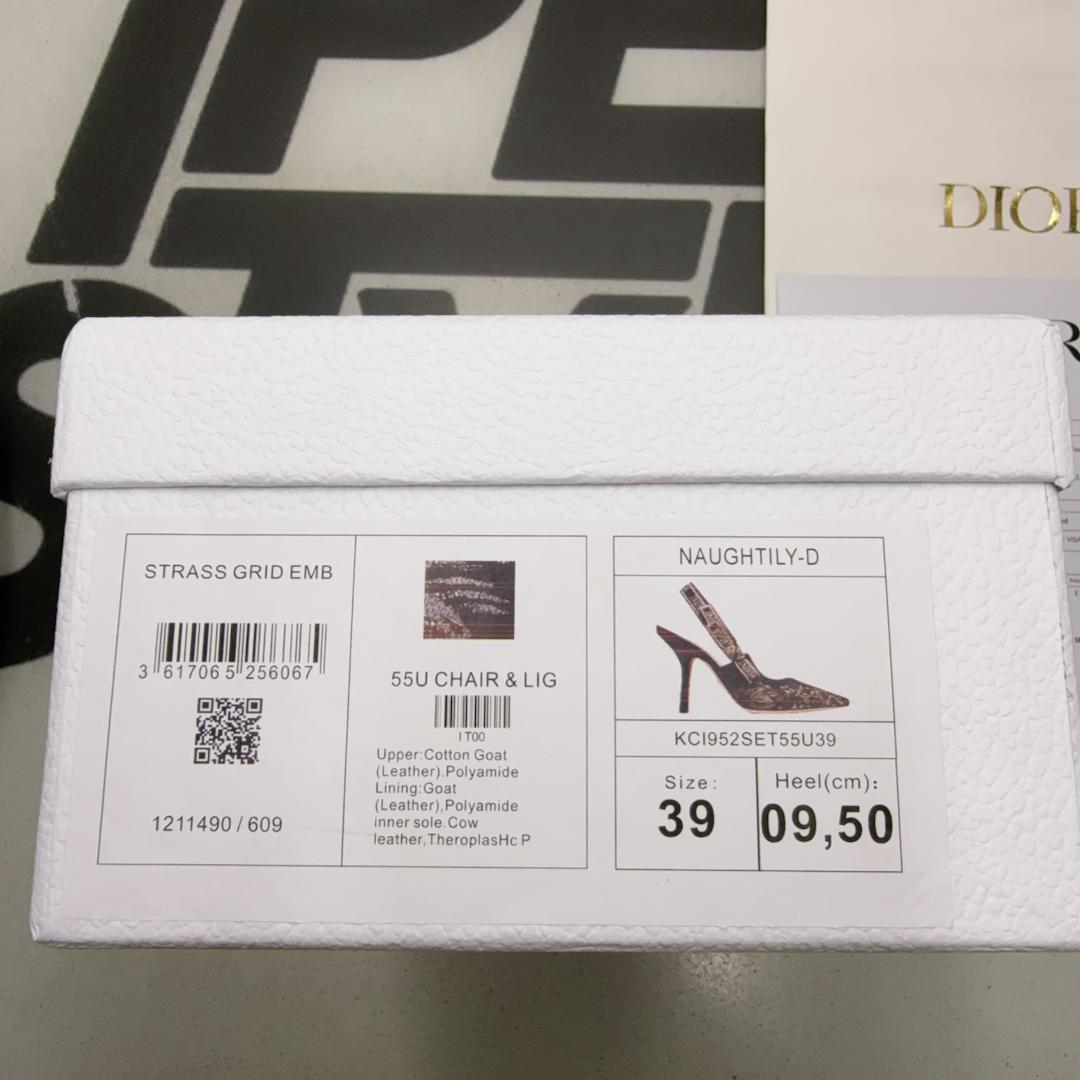 DIOR
STRASS GRID EMB
3 617065 256067
1211490 / 609
55U CHAIR & LIG
I T00
Upper:Cotton Goat
(Leather).Polyamide
Lining:Goat
(Leather),Polyamide
inner sole.Cow
leather,TheroplasHc P
NAUGHTILY-D
KCI952SET55U39
Size:
39
Heel(cm):
09,50